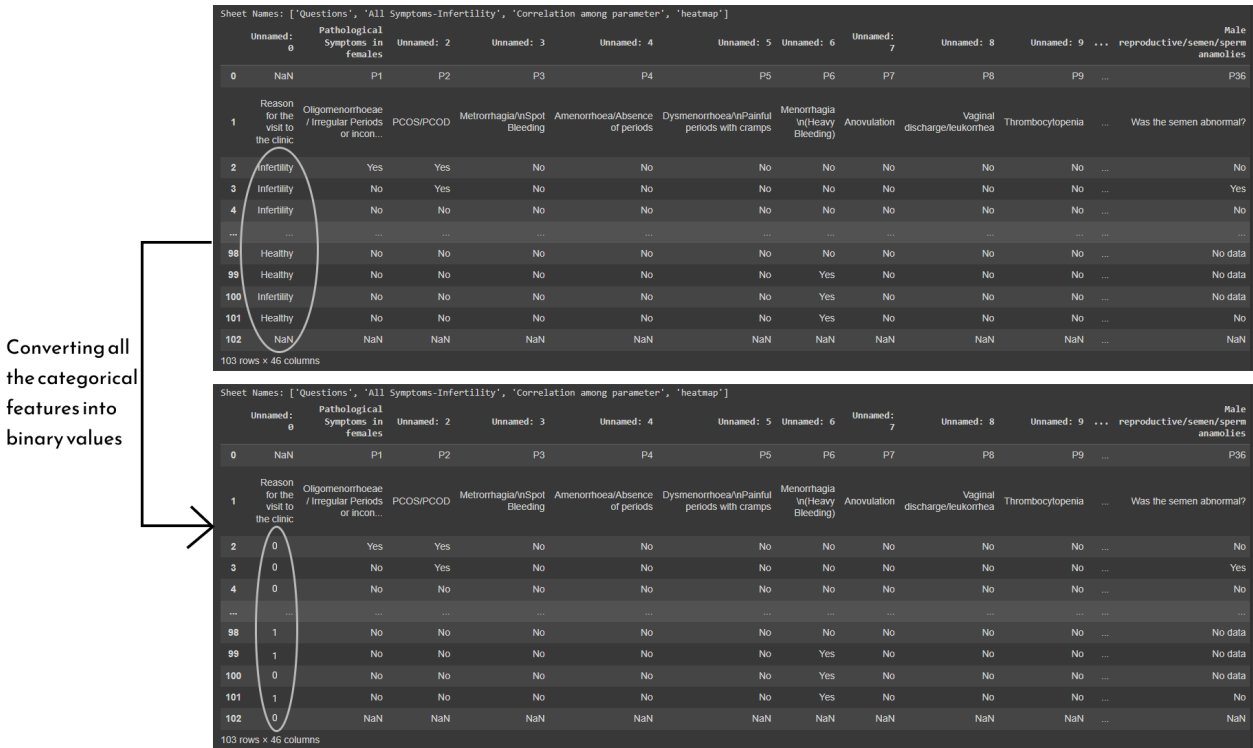 Sheet Names: ['Questions', 'All Symptoms-Infertility', 'Correlation among parameter', 'heatmap']
Unnamed: 0 Pathological Symptoms in females Unnamed: 2 Unnamed: 3 Unnamed: 4 Unnamed: 5 Unnamed: 6 Unnamed: 7 Unnamed: 8 Unnamed: 9 ... Male reproductive/semen/sperm anamolies
0 NaN P1 P2 P3 P4 P5 P6 P7 P8 P9 ... P36
1 Reason for the visit to the clinic Oligomenorrhoeae / Irregular Periods or incon... PCOS/PCOD Metrorrhagia/\nSpot Bleeding Amenorrhoea/Absence of periods Dysmenorrhoea/\nPainful periods with cramps Menorrhagia \n(Heavy Bleeding) Anovulation Vaginal discharge/leukorrhea Thrombocytopenia ... Was the semen abnormal?
2 Infertility Yes Yes No No No No No No No ... No
3 Infertility No Yes No No No No No No No ... Yes
4 Infertility No No No No No No No No No ... No
... ... ... ... ... ... ... ... ... ... ... ... ...
98 Healthy No No No No No No No No No ... No data
99 Healthy No No No No No Yes No No No ... No data
100 Infertility No No No No No Yes No No No ... No data
101 Healthy No No No No No Yes No No No ... No
102 NaN NaN NaN NaN NaN NaN NaN NaN NaN NaN ... NaN
103 rows × 46 columns
Converting all
the categorical
features into
binary values
Sheet Names: ['Questions', 'All Symptoms-Infertility', 'Correlation among parameter', 'heatmap']
Unnamed: 0 Pathological Symptoms in females Unnamed: 2 Unnamed: 3 Unnamed: 4 Unnamed: 5 Unnamed: 6 Unnamed: 7 Unnamed: 8 Unnamed: 9 ... Male reproductive/semen/sperm anamolies
0 NaN P1 P2 P3 P4 P5 P6 P7 P8 P9 ... P36
1 Reason for the visit to the clinic Oligomenorrhoeae / Irregular Periods or incon... PCOS/PCOD Metrorrhagia/\nSpot Bleeding Amenorrhoea/Absence of periods Dysmenorrhoea/\nPainful periods with cramps Menorrhagia \n(Heavy Bleeding) Anovulation Vaginal discharge/leukorrhea Thrombocytopenia ... Was the semen abnormal?
2 0 Yes Yes No No No No No No No ... No
3 0 No Yes No No No No No No No ... Yes
4 0 No No No No No No No No No ... No
... ... ... ... ... ... ... ... ... ... ... ... ...
98 1 No No No No No No No No No ... No data
99 1 No No No No No Yes No No No ... No data
100 0 No No No No No Yes No No No ... No data
101 1 No No No No No Yes No No No ... No
102 0 NaN NaN NaN NaN NaN NaN NaN NaN NaN ... NaN
103 rows × 46 columns